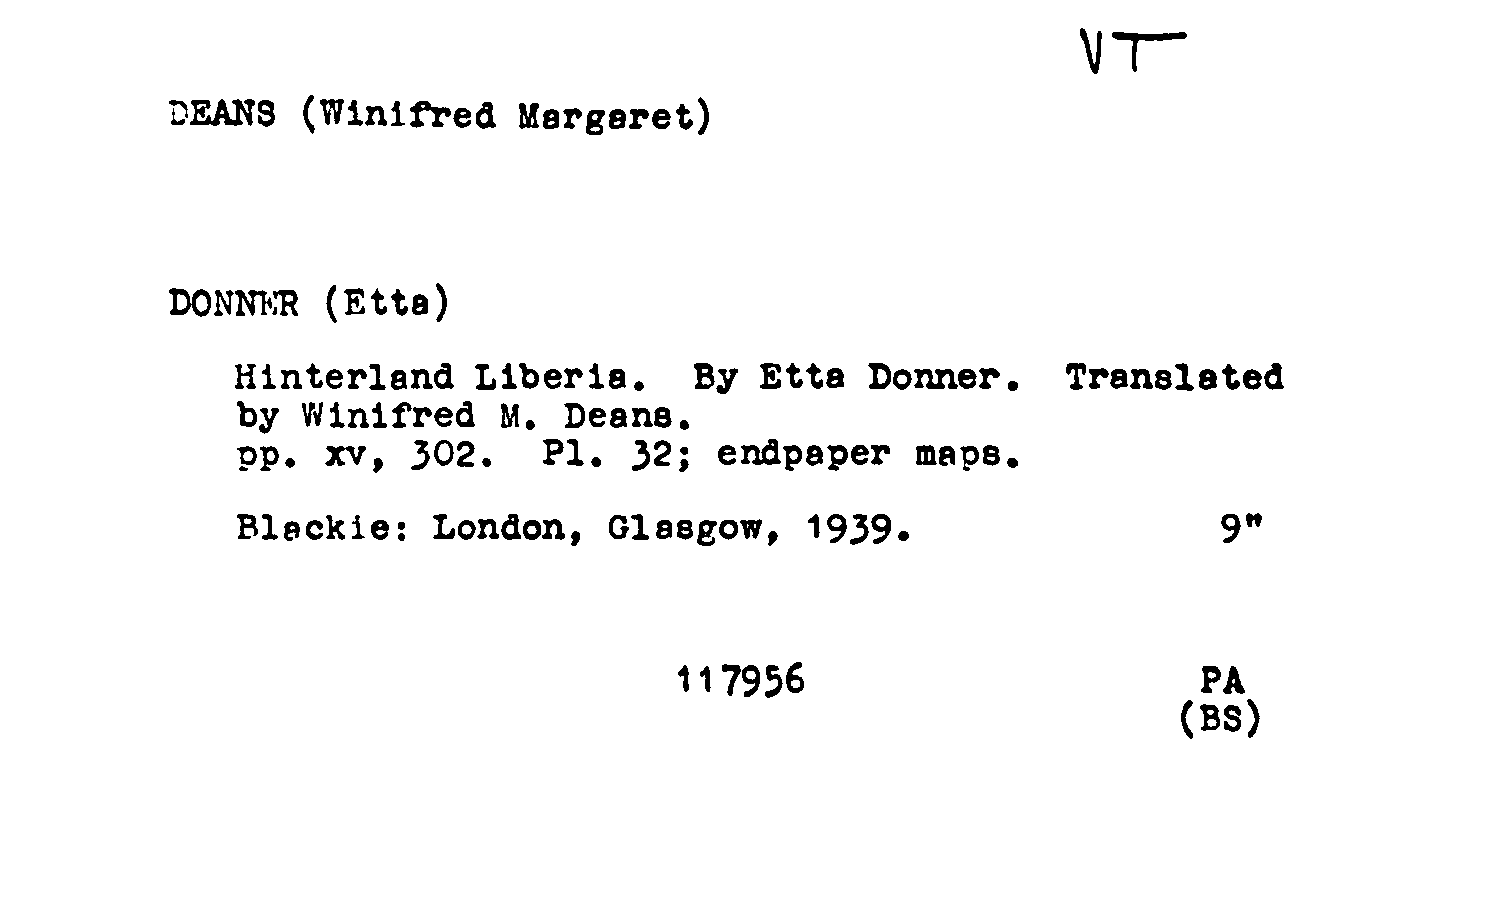 VT
DEANS (Winifred Margaret)
DONNER (Etta)
Hinterland Liberia. By Etta Donner. Translated
by Winifred M. Deans.
pp. xv, 302. Pl. 32; endpaper maps.
Blackie: London, Glasgow, 1939. 9"
117956 PA
(BS)